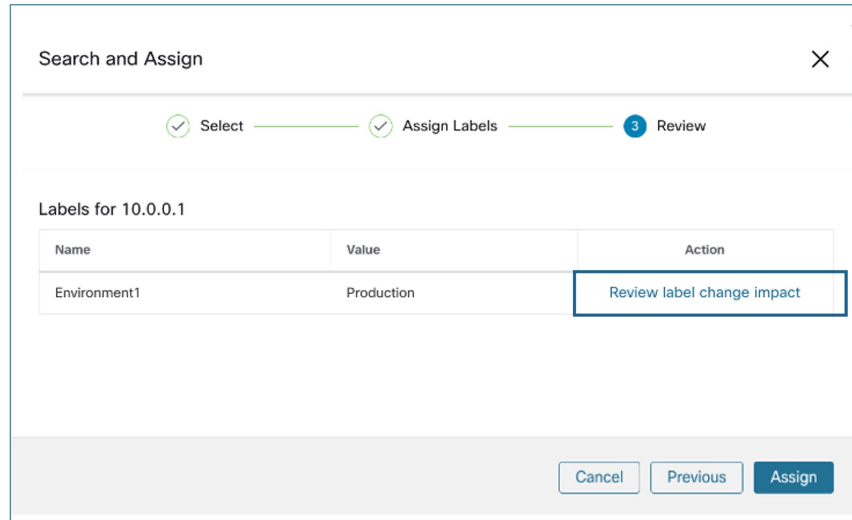 Search and Assign
Select Assign Labels 3 Review
Labels for 10.0.0.1
Name Value Action
Environment1 Production Review label change impact
Cancel Previous Assign